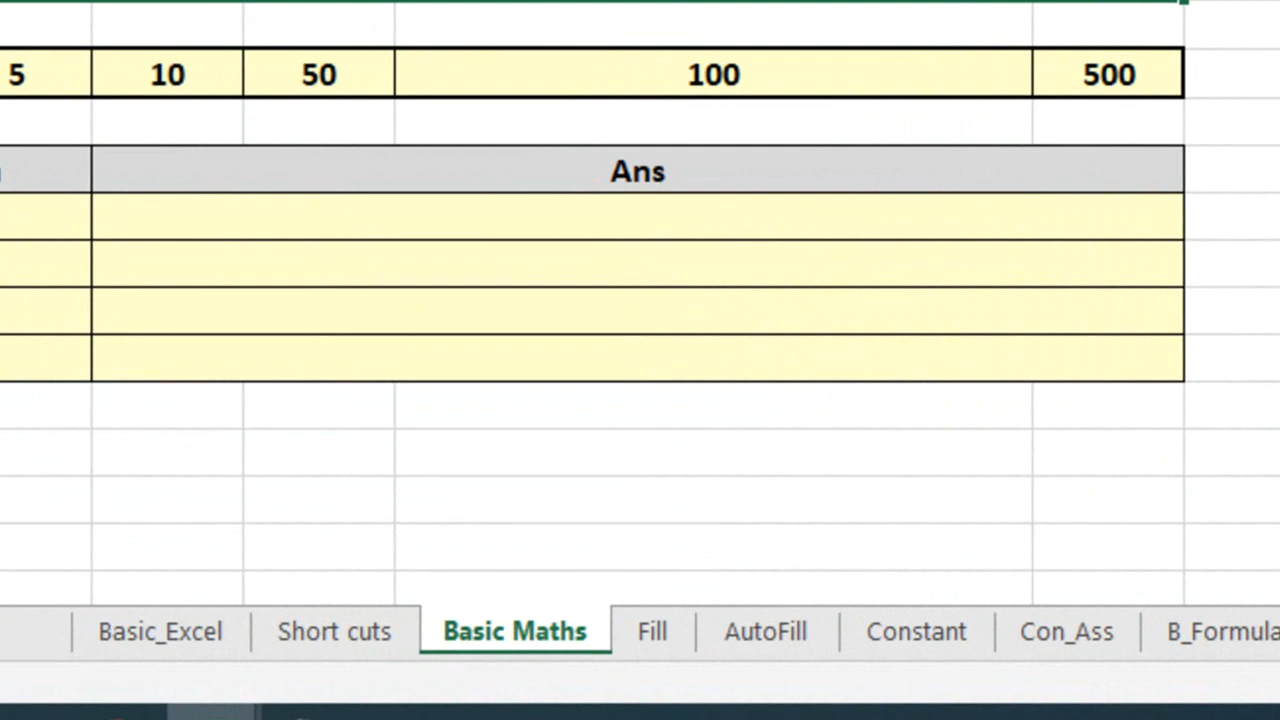 5 10 50 100 500
Ans
Basic_Excel Short cuts Basic Maths Fill AutoFill Constant Con_Ass B_Formula